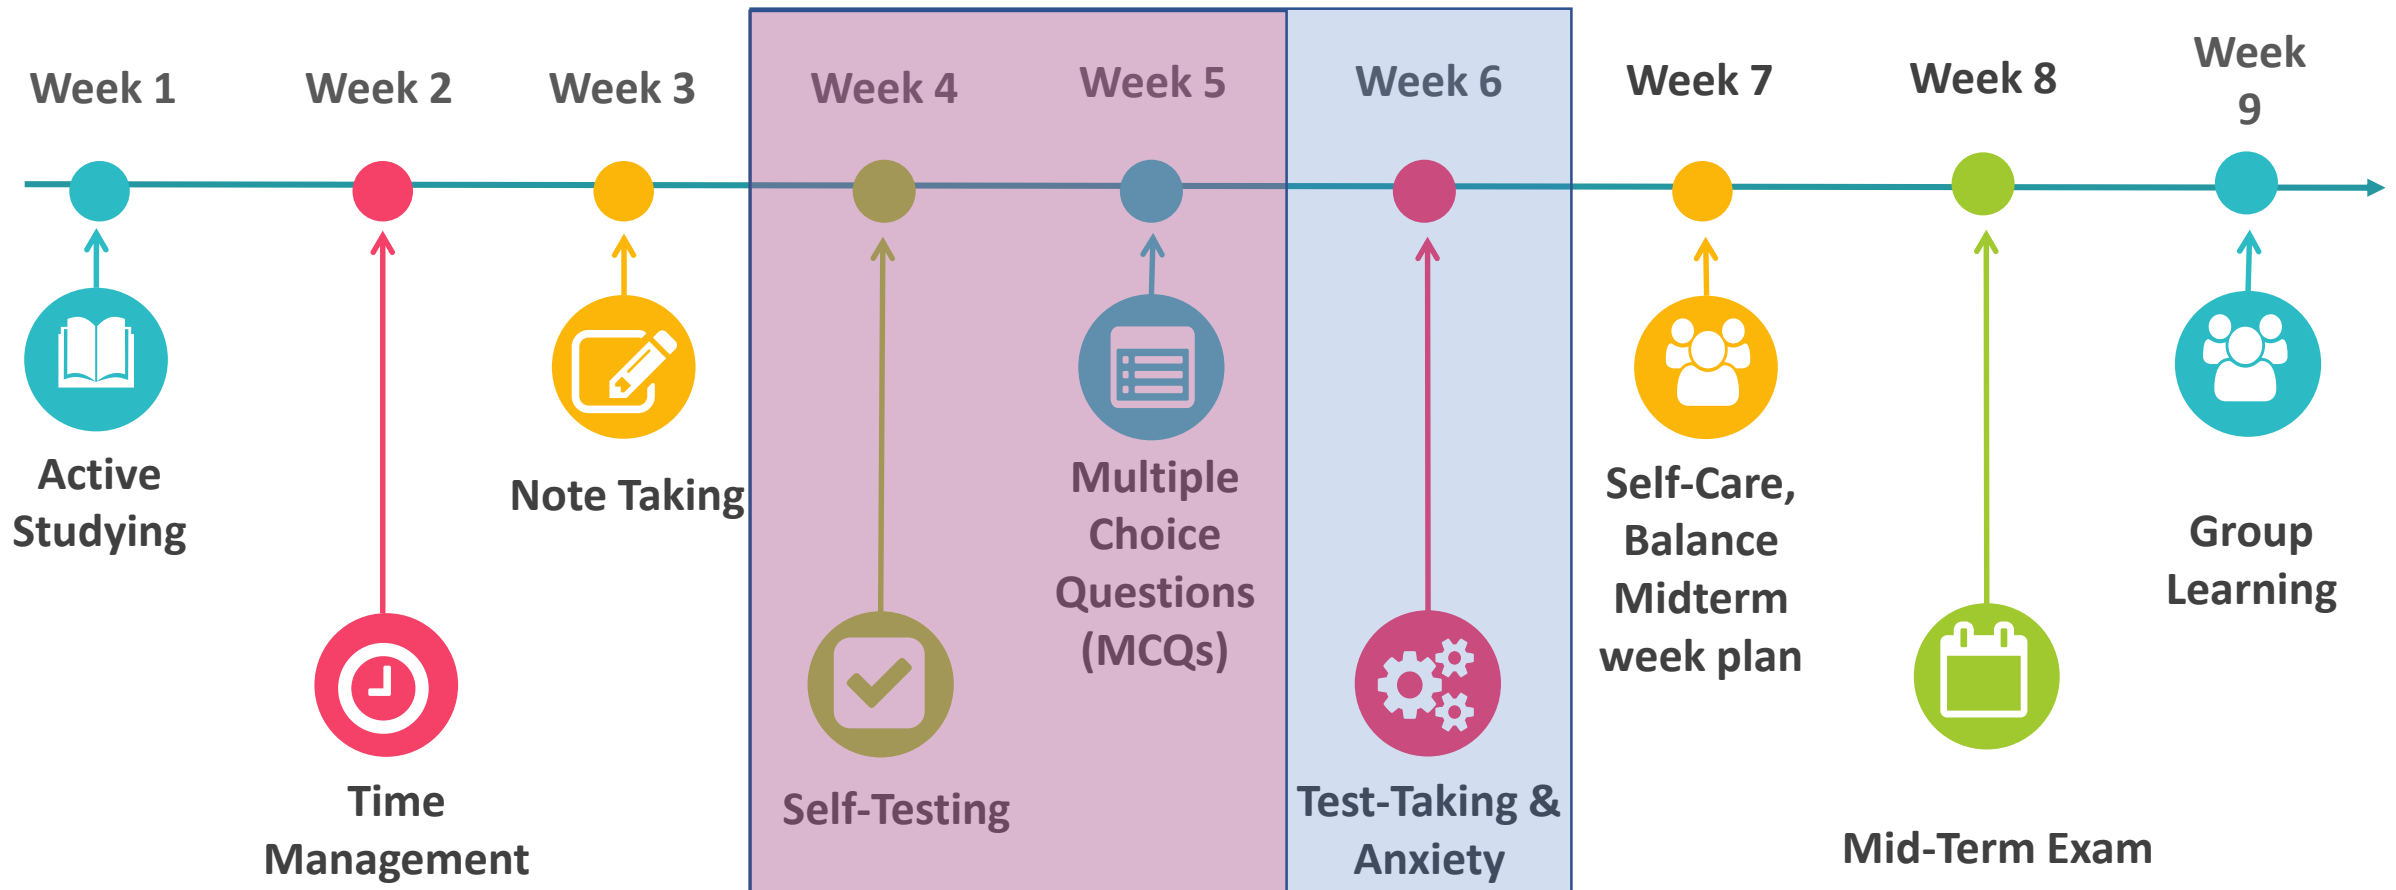 Week 1
Week 2
Week 3
Week 4
Week 5
Week 6
Week 7
Week 8
Week
9
Active
Studying
Time
Management
Note Taking
Self-Testing
Multiple
Choice
Questions
(MCQs)
Test-Taking &
Anxiety
Self-Care,
Balance
Midterm
week plan
Mid-Term Exam
Group
Learning